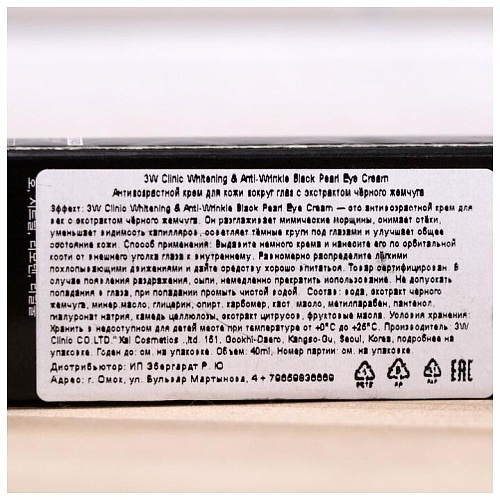 3W Clinic Whitening & Anti-Wrinkle Black Pearl Eye Cream
Антивозрастной крем для кожи вокруг глаз с экстрактом чёрного жемчуга
Эффект: 3W Clinic Whitening & Anti-Wrinkle Black Pearl Eye Cream — это антивозрастной крем для
век с экстрактом чёрного жемчуга. Он разглаживает мимические морщины, снимает отёки,
уменьшает видимость капилляров, осветляет тёмные круги под глазами и улучшает общее
состояние кожи. Способ применения: Выдавите немного крема и нанесите его по орбитальной
кости от внешнего уголка глаза к внутреннему. Равномерно распределите лёгкими
похлопывающими движениями и дайте средству хорошо впитаться. Товар сертифицирован. В
случае появления раздражения, сыпи, немедленно прекратить использование. Не допускать
попадания в глаза, при попадании промыть чистой водой. Состав: вода, экстракт чёрного
жемчуга, минер.масло, глицерин, спирт, карбомер, каст. масло, метилпарабен, пантенол,
гиалуронат натрия, камедь целлюлозы, экстракт цитрусов, фруктовые масла. Условия хранения:
Хранить в недоступном для детей месте при температуре от +0°C до +25°C. Производитель: 3W
Clinic CO.LTD." Xai Cosmetics .,ltd. 151, Gookhi-Daero, Kangso-Gu, Seoul, Korea, подробнее на
упаковке. Годен до: см. на упаковке. Объем: 40ml, Номер партии: см. на упаковке.
Дистрибьютор: ИП Эбергардт Р. Ю
Адрес: г. Омск, ул. Бульвар Мартынова, 4
EAC